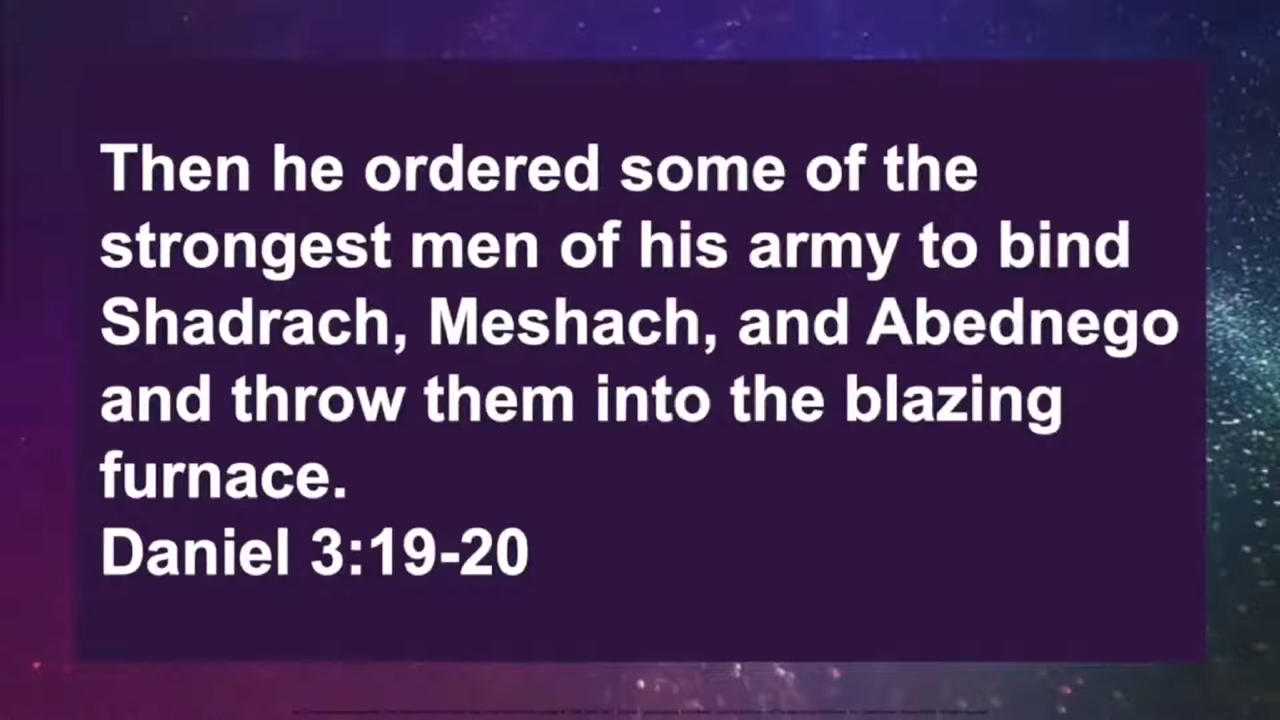 Then he ordered some of the
strongest men of his army to bind
Shadrach, Meshach, and Abednego
and throw them into the blazing
furnace.
Daniel 3:19-20